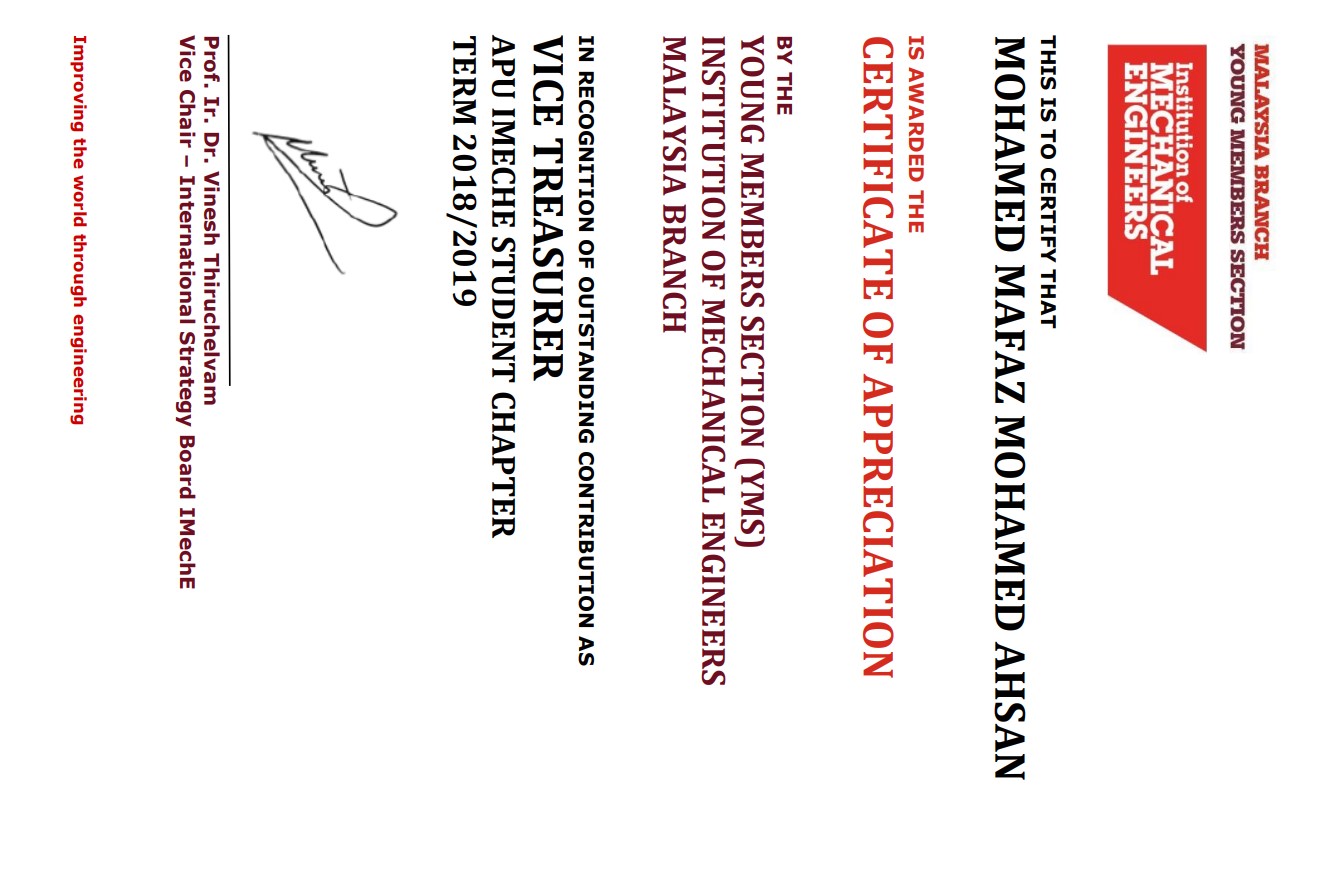 MALAYSIA BRANCH
YOUNG MEMBERS SECTION
Institution of
MECHANICAL
ENGINEERS
THIS IS TO CERTIFY THAT
MOHAMED MAFAZ MOHAMED AHSAN
IS AWARDED THE
CERTIFICATE OF APPRECIATION
BY THE
YOUNG MEMBERS SECTION (YMS)
INSTITUTION OF MECHANICAL ENGINEERS
MALAYSIA BRANCH
IN RECOGNITION OF OUTSTANDING CONTRIBUTION AS
VICE TREASURER
APU IMECHE STUDENT CHAPTER
TERM 2018/2019
Prof. Ir. Dr. Vinesh Thiruchelvam
Vice Chair – International Strategy Board IMechE
Improving the world through engineering